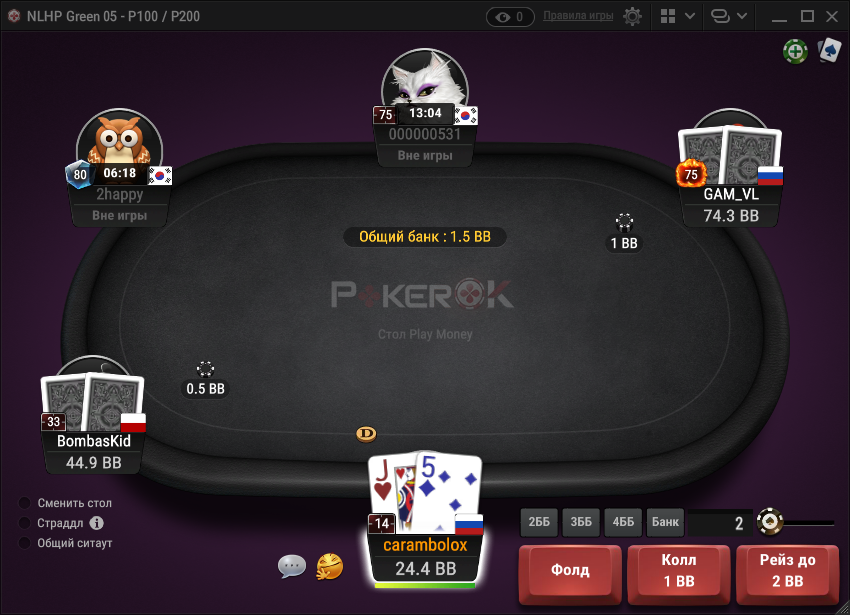 NLHP Green 05 - P100 / P200
0
Правила игры
75
13:04
000000531
Вне игры
80
06:18
2happy
Вне игры
75
GAM_VL
74.3 BB
Общий банк : 1.5 BB
1 BB
POKEROK
Стол Play Money
0.5 BB
33
BombasKid
44.9 BB
D
J
5
14
carambolox
24.4 BB
Сменить стол
Страддл i
Общий ситаут
2ББ
3ББ
4ББ
Банк
2
Фолд
Колл
1 BB
Рейз до
2 BB